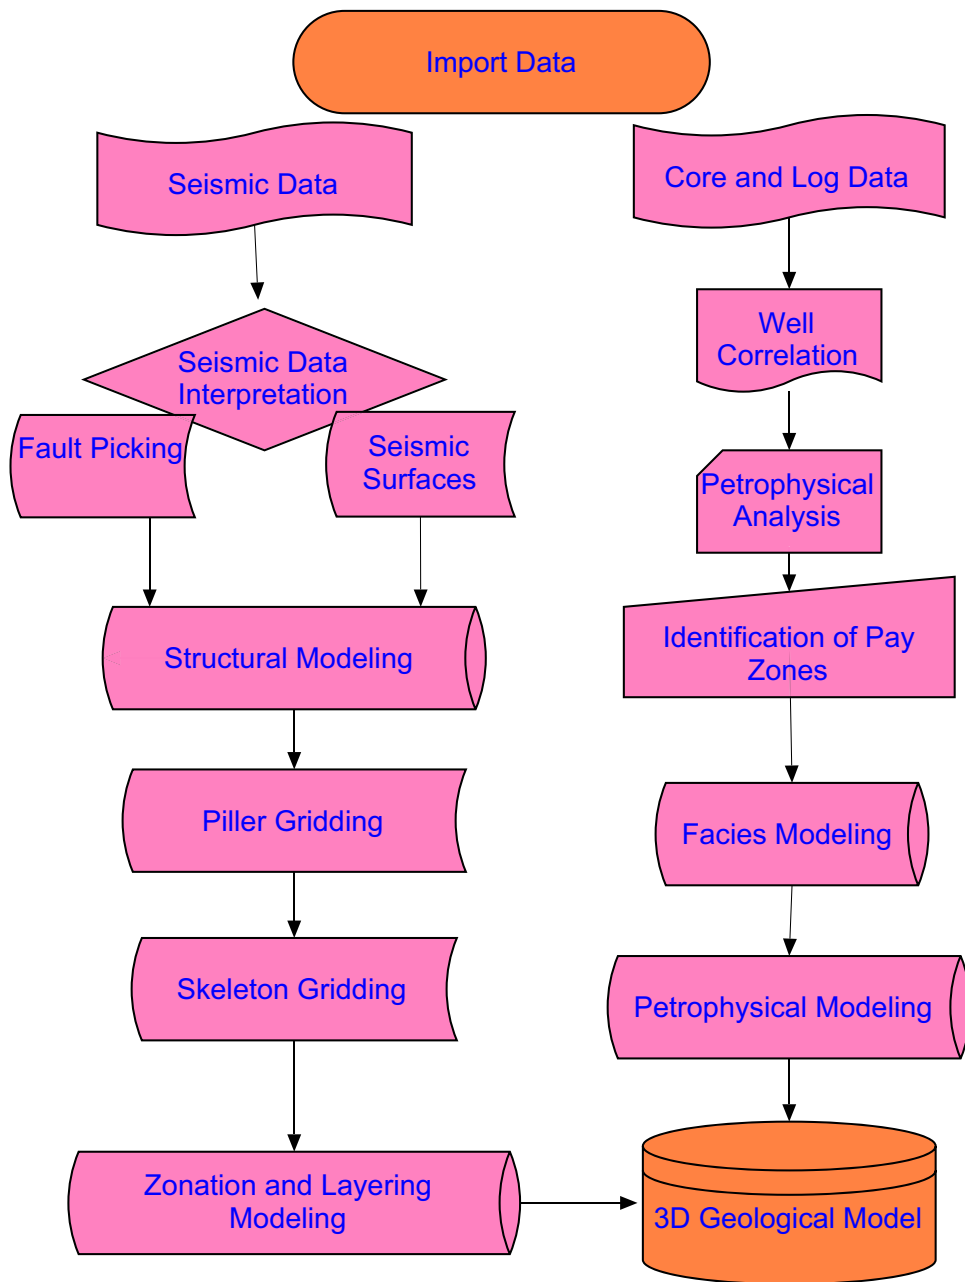 Import Data
Seismic Data
Core and Log Data
Seismic Data
Interpretation
Well
Correlation
Fault Picking
Seismic
Surfaces
Petrophysical
Analysis
Structural Modeling
Identification of Pay
Zones
Piller Gridding
Facies Modeling
Skeleton Gridding
Petrophysical Modeling
Zonation and Layering
Modeling
3D Geological Model